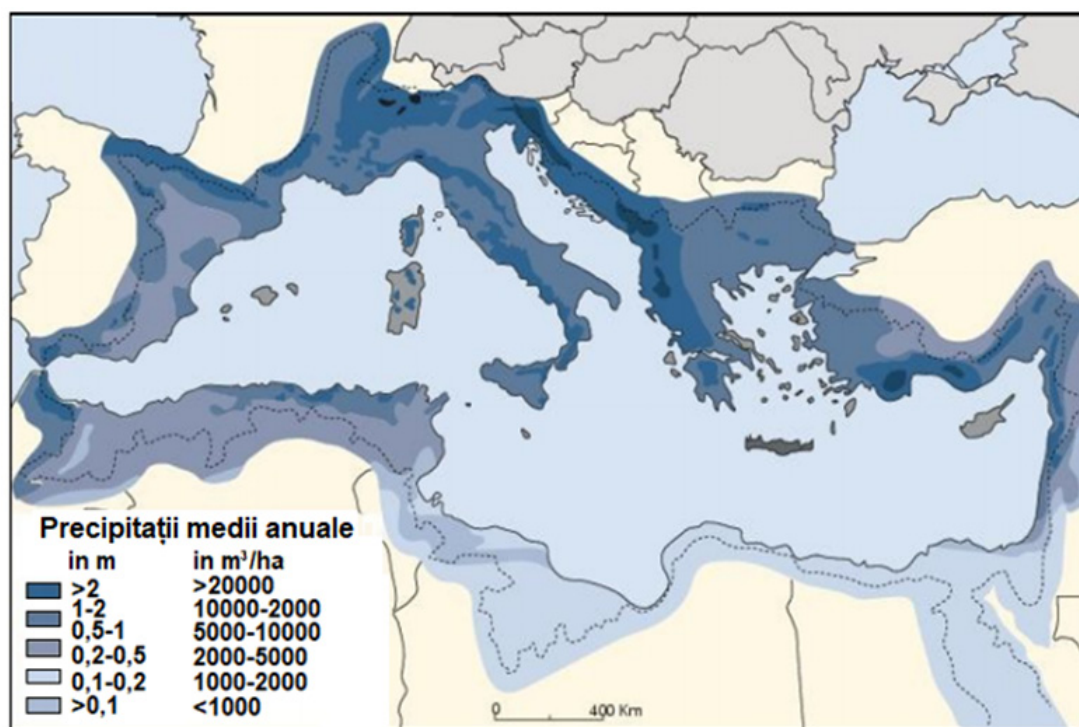 Precipitații medii anuale
in m in m³/ha
>2 >20000
1-2 10000-2000
0,5-1 5000-10000
0,2-0,5 2000-5000
0,1-0,2 1000-2000
>0,1 <1000
0 400 Km